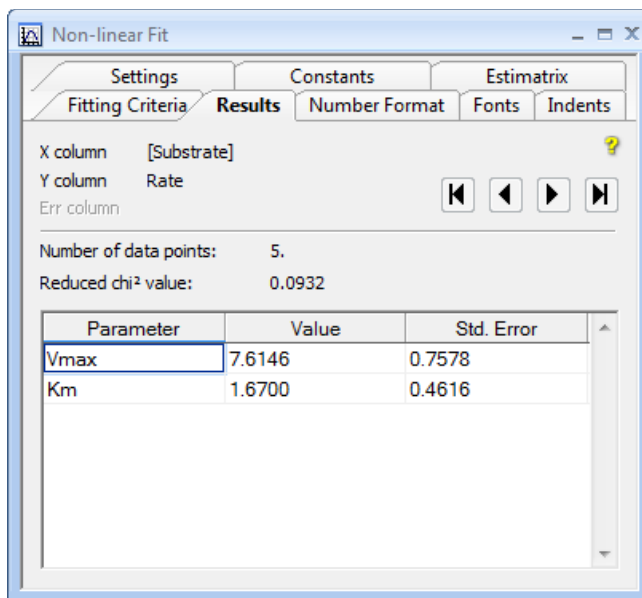 Non-linear Fit
Settings Constants Estimatrix
Fitting Criteria Results Number Format Fonts Indents
X column [Substrate]
Y column Rate
Err column
Number of data points: 5.
Reduced chi² value: 0.0932
Parameter Value Std. Error
Vmax 7.6146 0.7578
Km 1.6700 0.4616